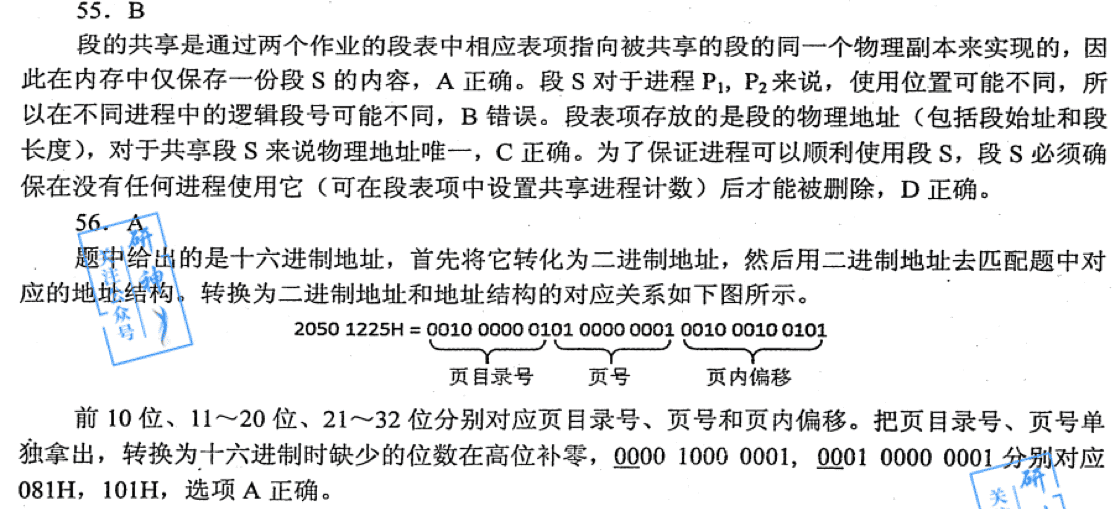 55. B
段的共享是通过两个作业的段表中相应表项指向被共享的段的同一个物理副本来实现的，因
此在内存中仅保存一份段 S 的内容，A 正确。段 S 对于进程 P₁，P₂来说，使用位置可能不同，所
以在不同进程中的逻辑段号可能不同，B 错误。段表项存放的是段的物理地址（包括段始址和段
长度），对于共享段 S 来说物理地址唯一，C 正确。为了保证进程可以顺利使用段 S，段 S 必须确
保在没有任何进程使用它（可在段表项中设置共享进程计数）后才能被删除，D 正确。
56. A
题中给出的是十六进制地址，首先将它转化为二进制地址，然后用二进制地址去匹配题中对
应的地址结构。转换为二进制地址和地址结构的对应关系如下图所示。
2050 1225H = 0010 0000 0101 0000 0001 0010 0010 0101
页目录号 页号 页内偏移
前 10 位、11～20 位、21～32 位分别对应页目录号、页号和页内偏移。把页目录号、页号单
独拿出，转换为十六进制时缺少的位数在高位补零，0000 1000 0001，0001 0000 0001 分别对应
081H，101H，选项 A 正确。
研神
关注公众号
研
关